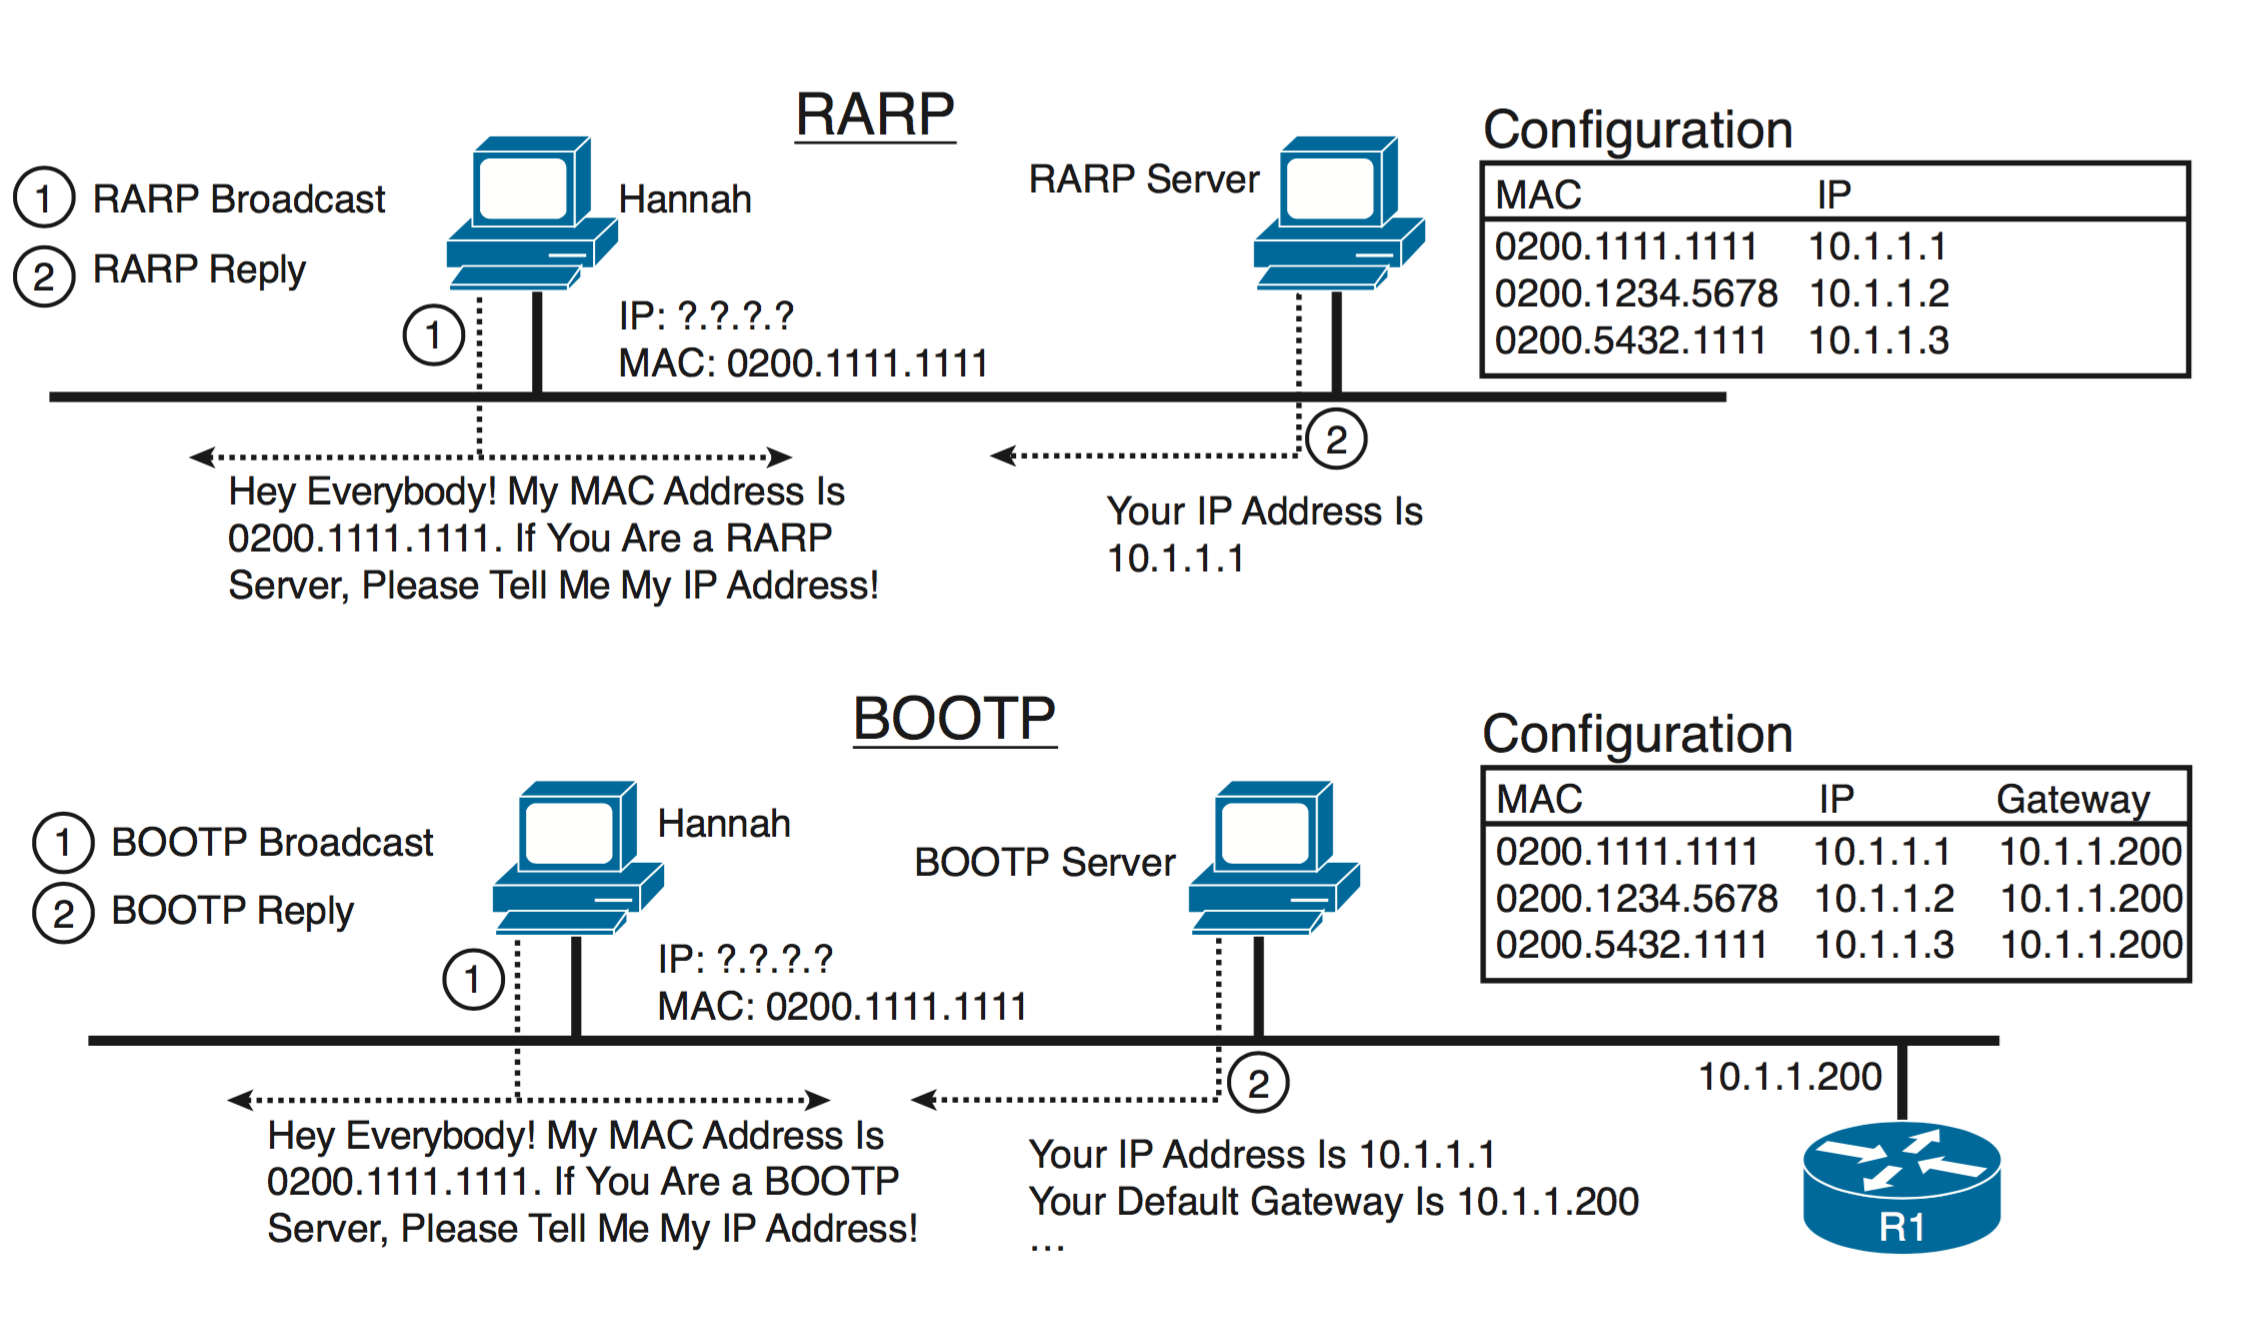 RARP
1 RARP Broadcast
2 RARP Reply
Hannah
RARP Server
Configuration
MAC IP
0200.1111.1111 10.1.1.1
0200.1234.5678 10.1.1.2
0200.5432.1111 10.1.1.3
1
IP: ?.?.?.?
MAC: 0200.1111.1111
2
Hey Everybody! My MAC Address Is
0200.1111.1111. If You Are a RARP
Server, Please Tell Me My IP Address!
Your IP Address Is
10.1.1.1
BOOTP
1 BOOTP Broadcast
2 BOOTP Reply
Hannah
BOOTP Server
Configuration
MAC IP Gateway
0200.1111.1111 10.1.1.1 10.1.1.200
0200.1234.5678 10.1.1.2 10.1.1.200
0200.5432.1111 10.1.1.3 10.1.1.200
1
IP: ?.?.?.?
MAC: 0200.1111.1111
2
10.1.1.200
Hey Everybody! My MAC Address Is
0200.1111.1111. If You Are a BOOTP
Server, Please Tell Me My IP Address!
Your IP Address Is 10.1.1.1
Your Default Gateway Is 10.1.1.200
…
R1